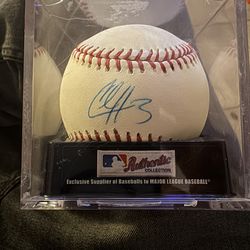 Authentic
COLLECTION
Exclusive Supplier of Baseballs to MAJOR LEAGUE BASEBALL